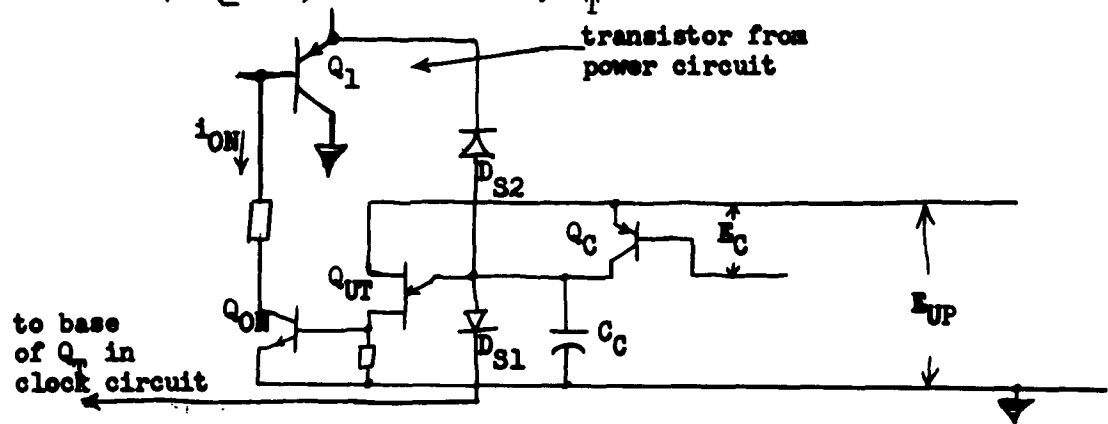 T
transistor from
power circuit
Q1
iON
DS2
QC
EC
QUT
EUP
QON
to base
of QT in
clock circuit
DS1
CC